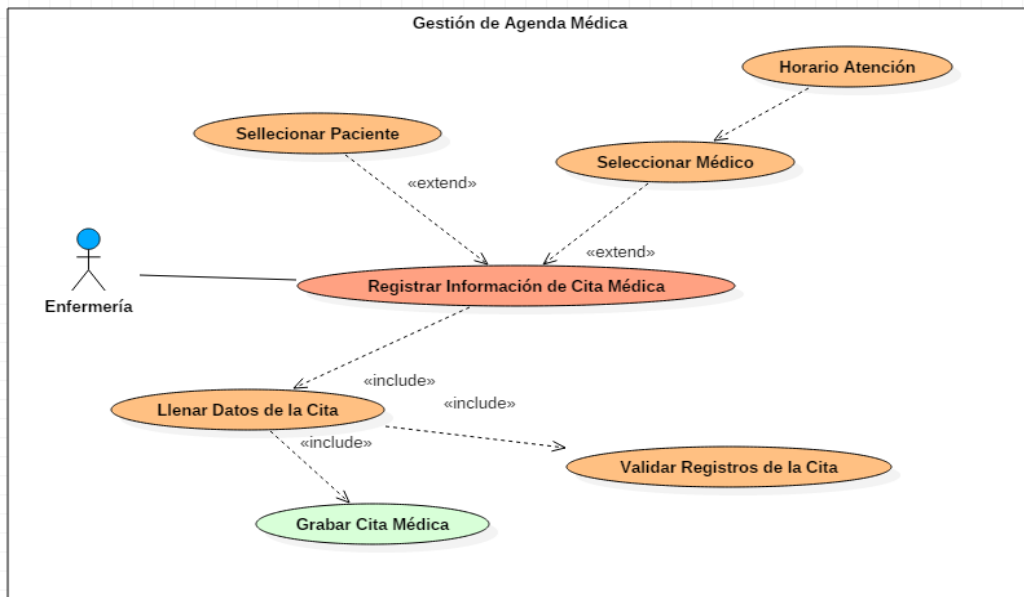 Gestión de Agenda Médica
Horario Atención
Sellecionar Paciente
Seleccionar Médico
«extend»
«extend»
Registrar Información de Cita Médica
Enfermería
«include»
«include»
Llenar Datos de la Cita
«include»
Validar Registros de la Cita
Grabar Cita Médica